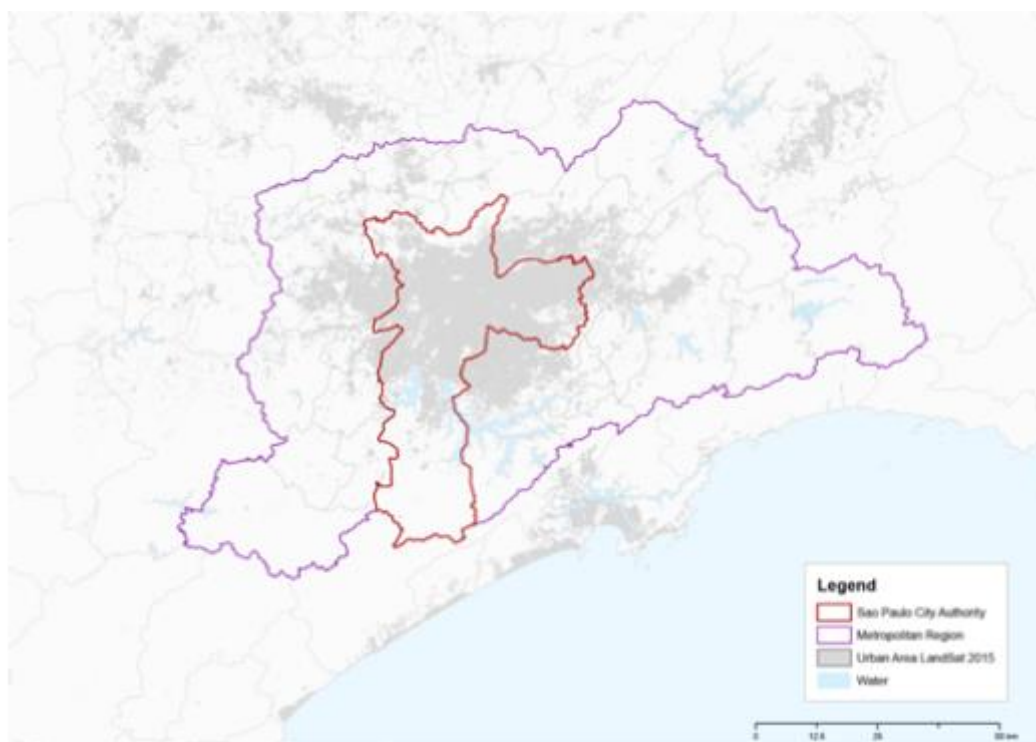 Legend
Sao Paulo City Authority
Metropolitan Region
Urban Area LandSat 2015
Water
0 12.5 25 50 km